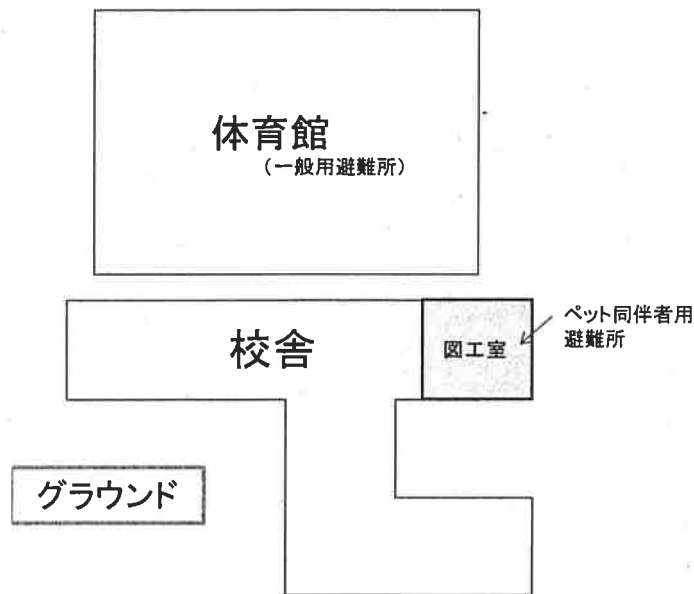 体育館
（一般用避難所）
校舎
図工室
ペット同伴者用
避難所
グラウンド